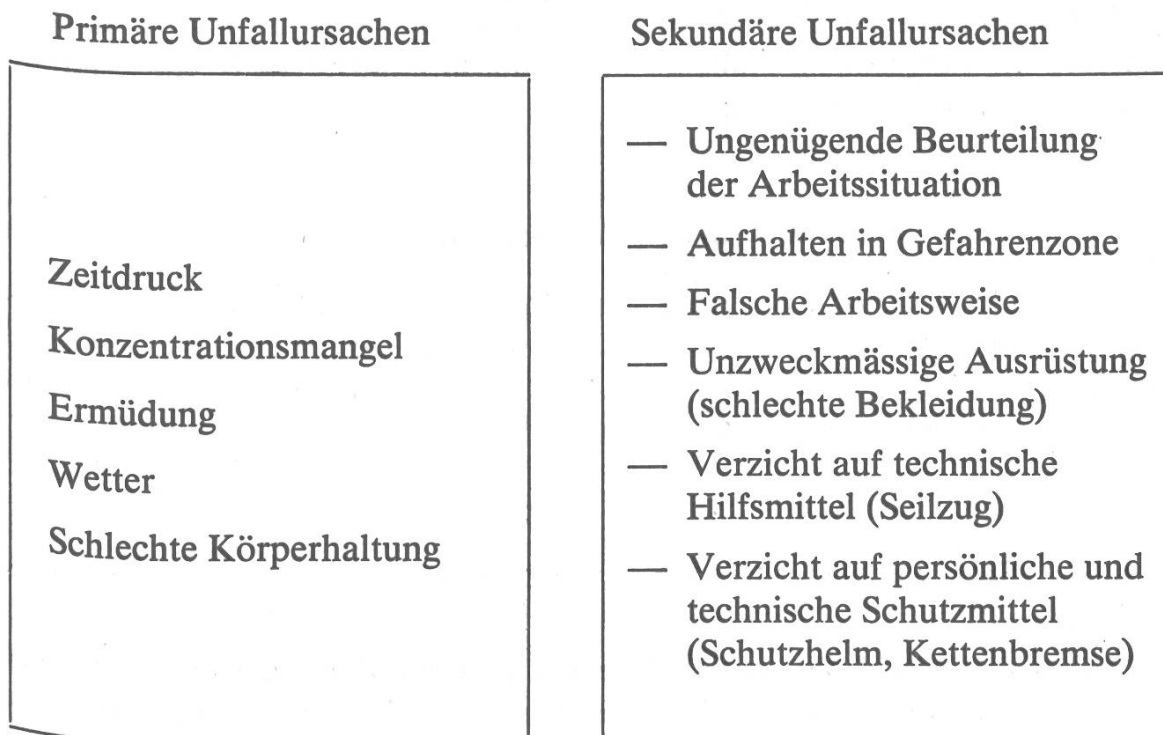 Primäre Unfallursachen
Zeitdruck
Konzentrationsmangel
Ermüdung
Wetter
Schlechte Körperhaltung
Sekundäre Unfallursachen
— Ungenügende Beurteilung
der Arbeitssituation
— Aufhalten in Gefahrenzone
— Falsche Arbeitsweise
— Unzweckmässige Ausrüstung
(schlechte Bekleidung)
— Verzicht auf technische
Hilfsmittel (Seilzug)
— Verzicht auf persönliche und
technische Schutzmittel
(Schutzhelm, Kettenbremse)